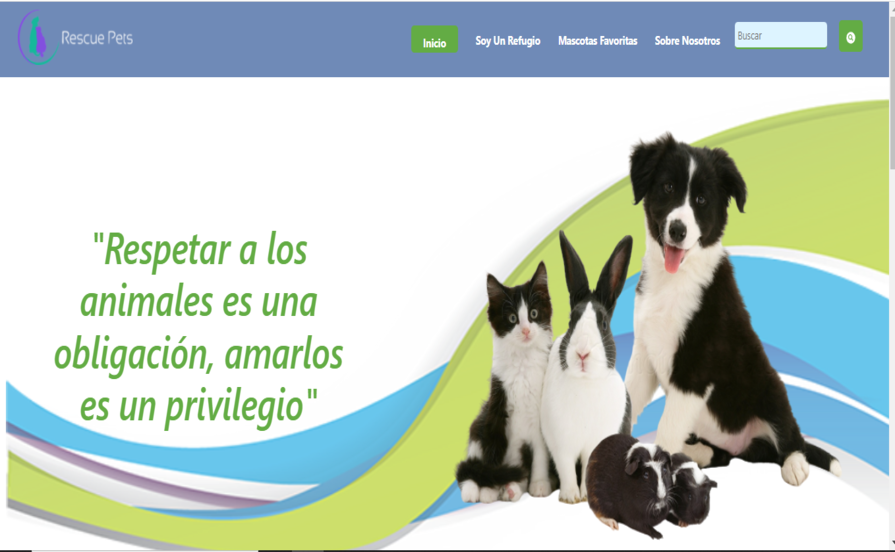 Rescue Pets
Inicio
Soy Un Refugio
Mascotas Favoritas
Sobre Nosotros
Buscar
"Respetar a los
animales es una
obligación, amarlos
es un privilegio"